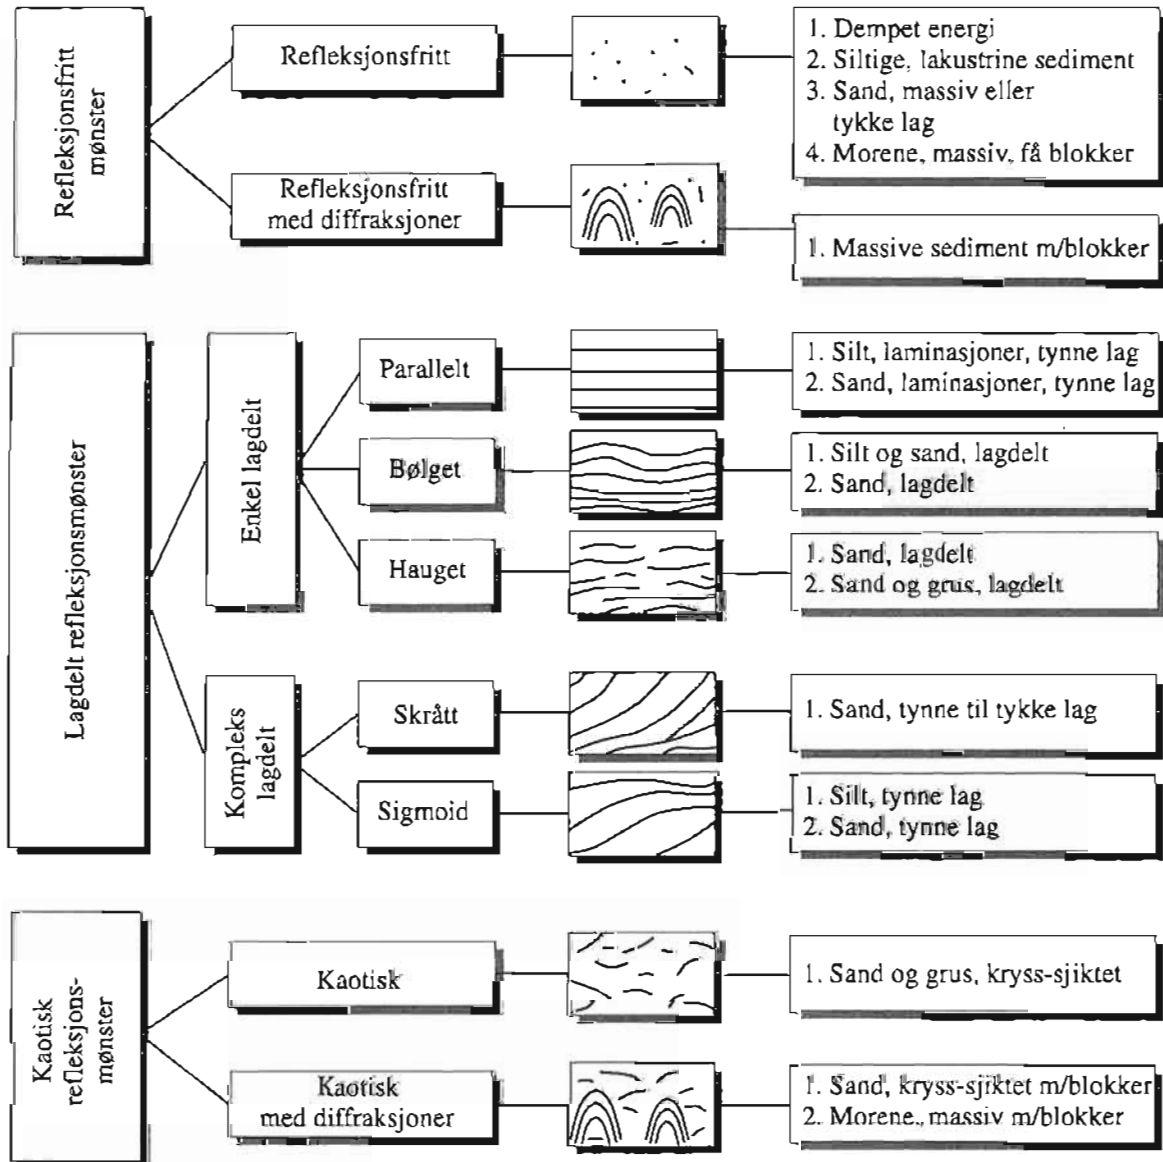 Refleksjonsfritt
mønster
Refleksjonsfritt
1. Dempet energi
2. Siltige, lakustrine sediment
3. Sand, massiv eller
tykke lag
4. Morene, massiv, få blokker
Refleksjonsfritt
med diffraksjoner
1. Massive sediment m/blokker
Lagdelt refleksjonsmønster
Enkel lagdelt
Parallelt
1. Silt, laminasjoner, tynne lag
2. Sand, laminasjoner, tynne lag
Bølget
1. Silt og sand, lagdelt
2. Sand, lagdelt
Hauget
1. Sand, lagdelt
2. Sand og grus, lagdelt
Kompleks
lagdelt
Skrått
1. Sand, tynne til tykke lag
Sigmoid
1. Silt, tynne lag
2. Sand, tynne lag
Kaotisk
refleksjons-
mønster
Kaotisk
1. Sand og grus, kryss-sjiktet
Kaotisk
med diffraksjoner
1. Sand, kryss-sjiktet m/blokker
2. Morene, massiv m/blokker